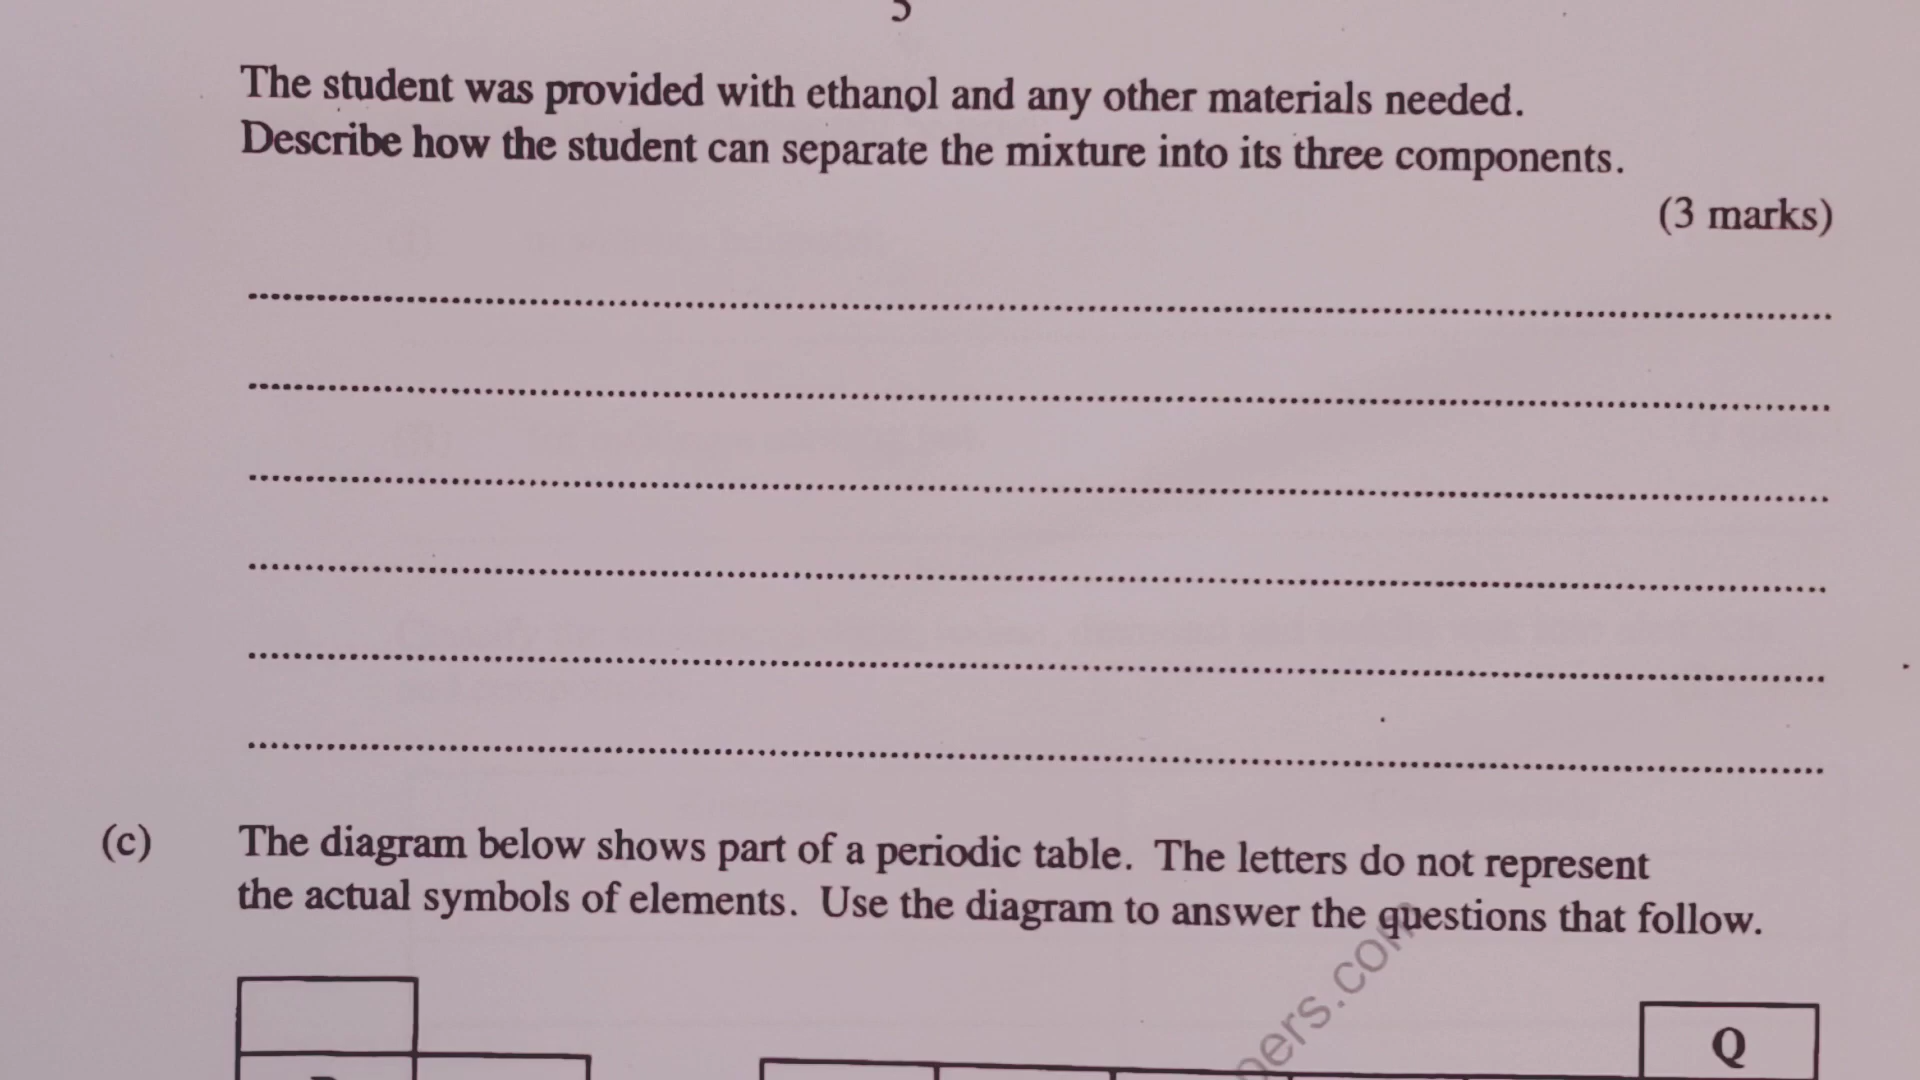 The student was provided with ethanol and any other materials needed.
Describe how the student can separate the mixture into its three components.
(3 marks)
(c) The diagram below shows part of a periodic table. The letters do not represent
the actual symbols of elements. Use the diagram to answer the questions that follow.
Q